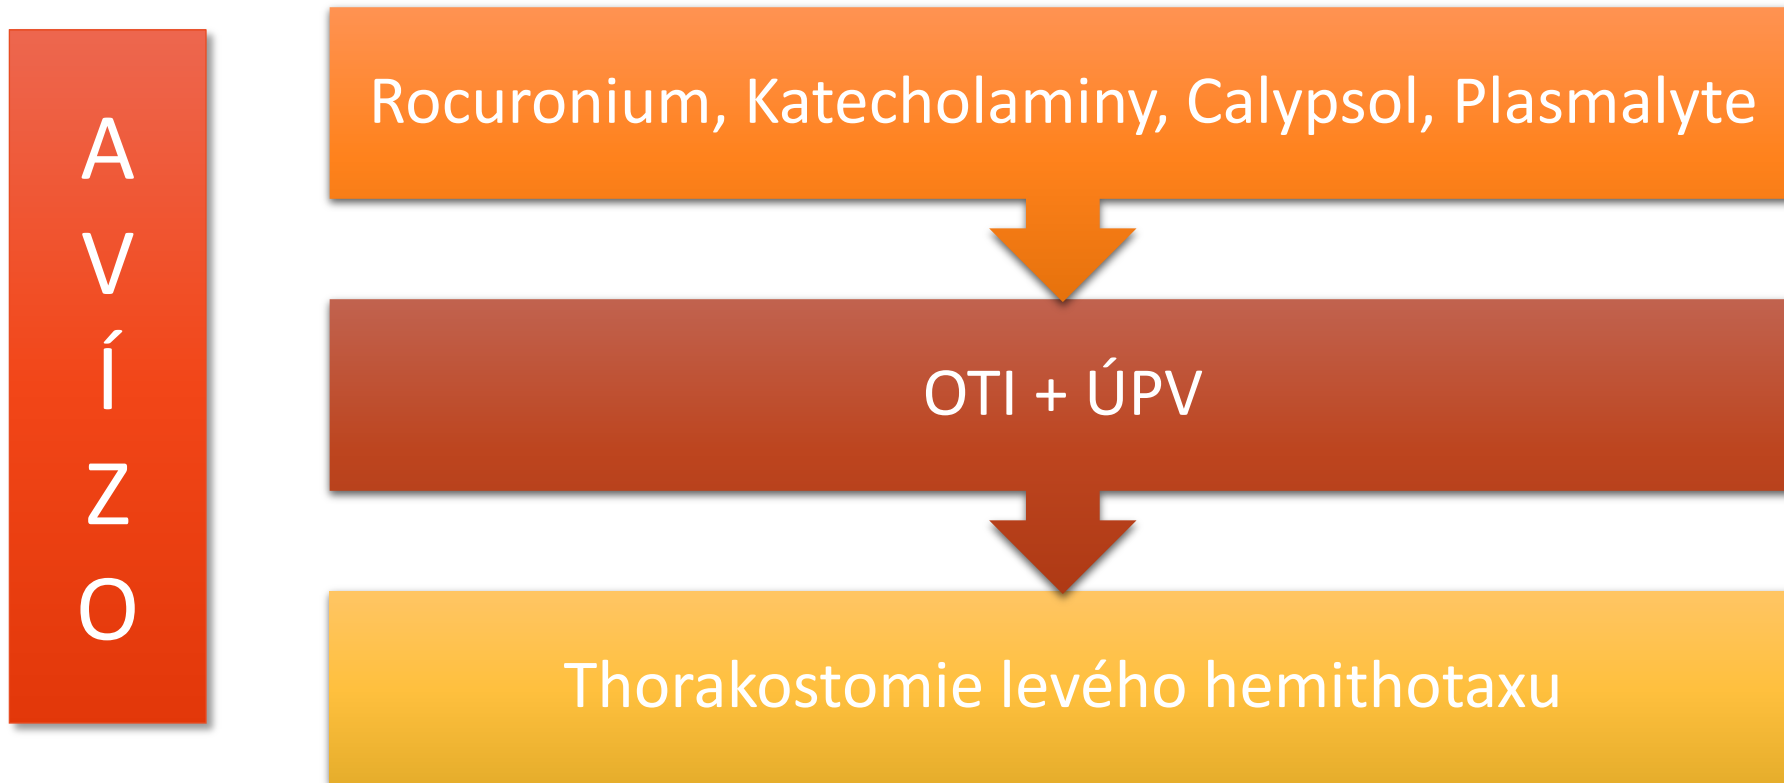 A
V
Í
Z
O
Rocuronium, Katecholaminy, Calypsol, Plasmalyte
OTI + ÚPV
Thorakostomie levého hemithotaxu